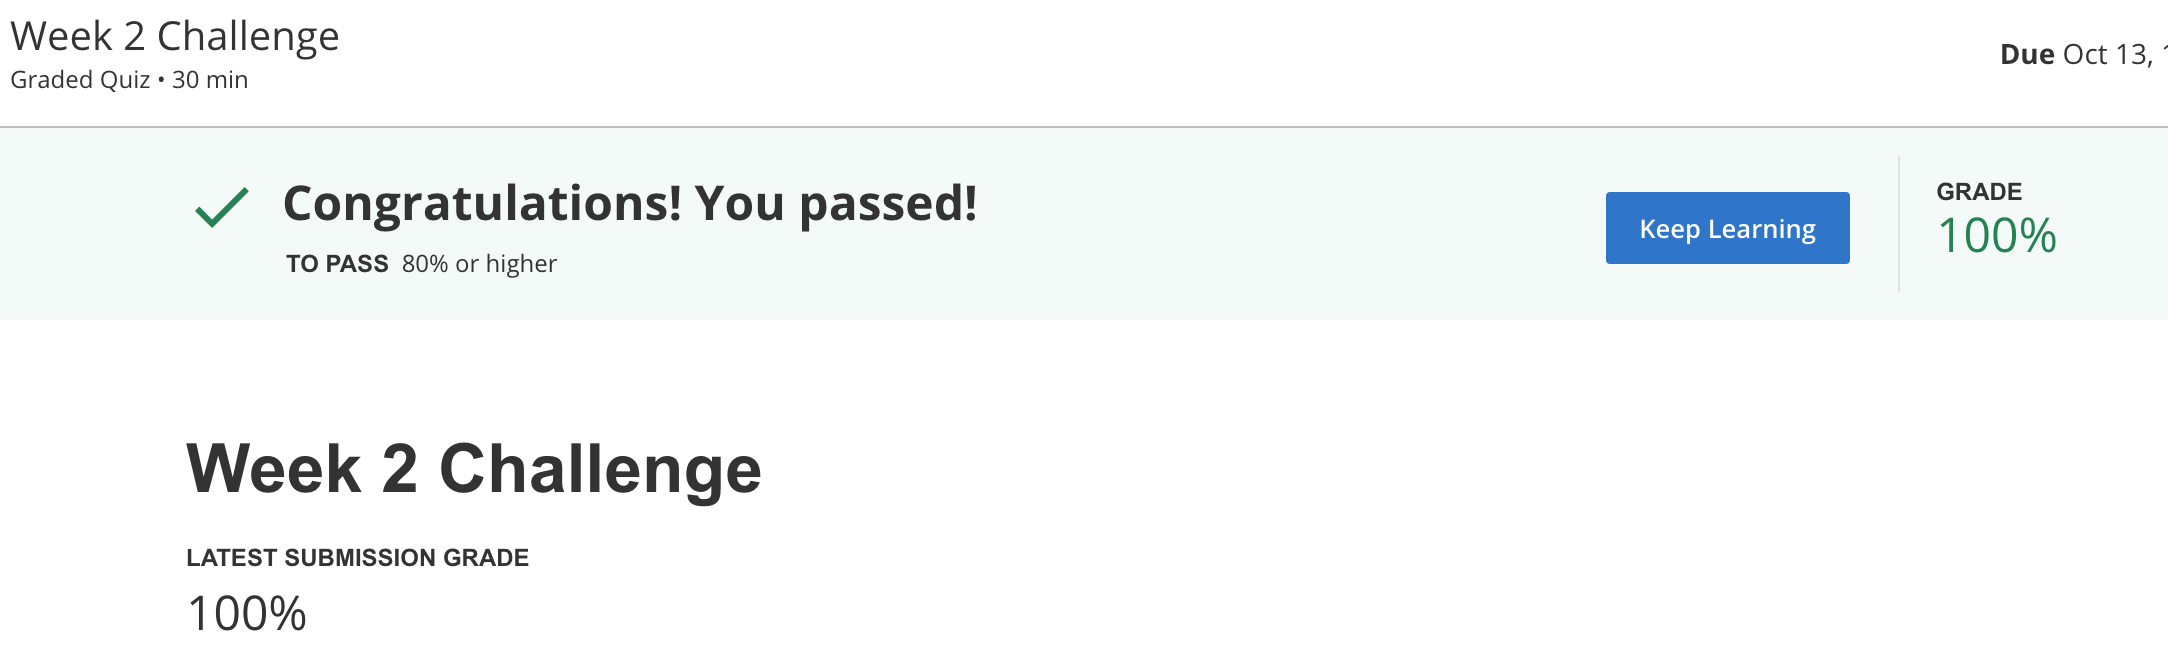 Week 2 Challenge
Graded Quiz • 30 min
Due Oct 13,
Congratulations! You passed!
TO PASS 80% or higher
Keep Learning
GRADE
100%
Week 2 Challenge
LATEST SUBMISSION GRADE
100%